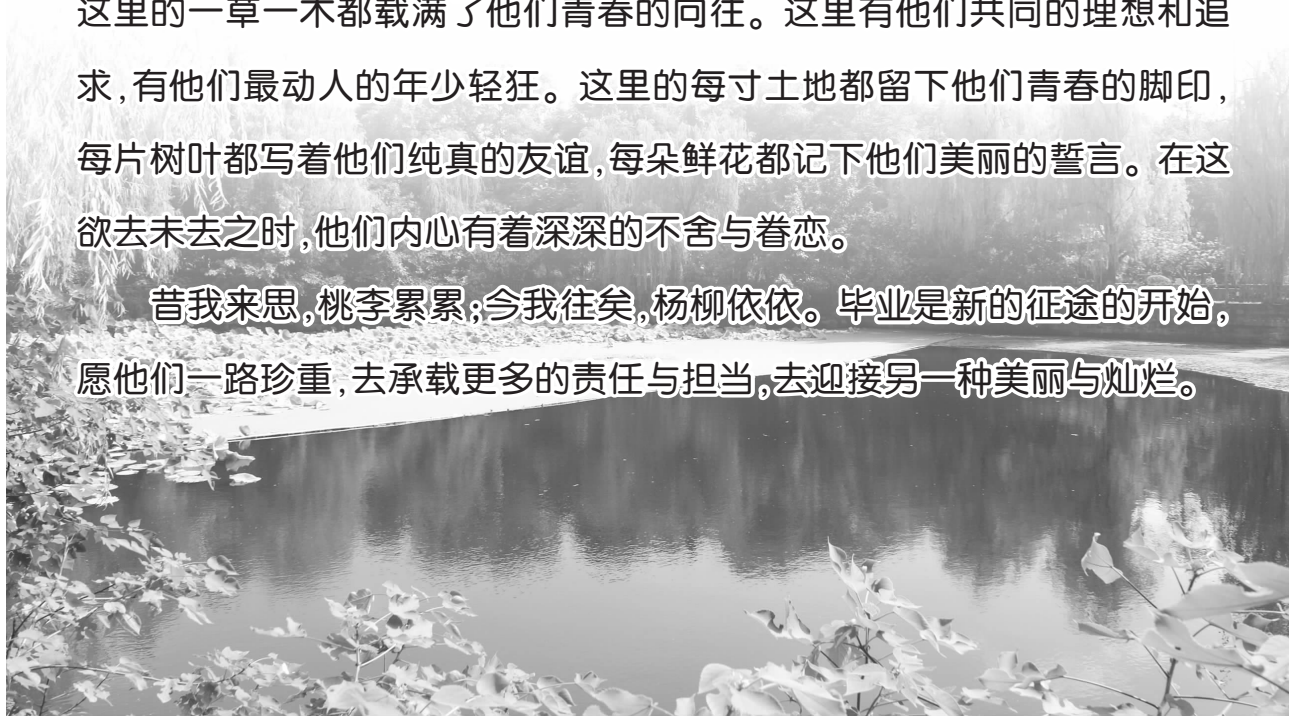 这里的一草一木都载满了他们青春的向往。这里有他们共同的理想和追
求,有他们最动人的年少轻狂。这里的每寸土地都留下他们青春的脚印,
每片树叶都写着他们纯真的友谊,每朵鲜花都记下他们美丽的誓言。在这
欲去未去之时,他们内心有着深深的不舍与眷恋。
昔我来思,桃李累累;今我往矣,杨柳依依。毕业是新的征途的开始,
愿他们一路珍重,去承载更多的责任与担当,去迎接另一种美丽与灿烂。